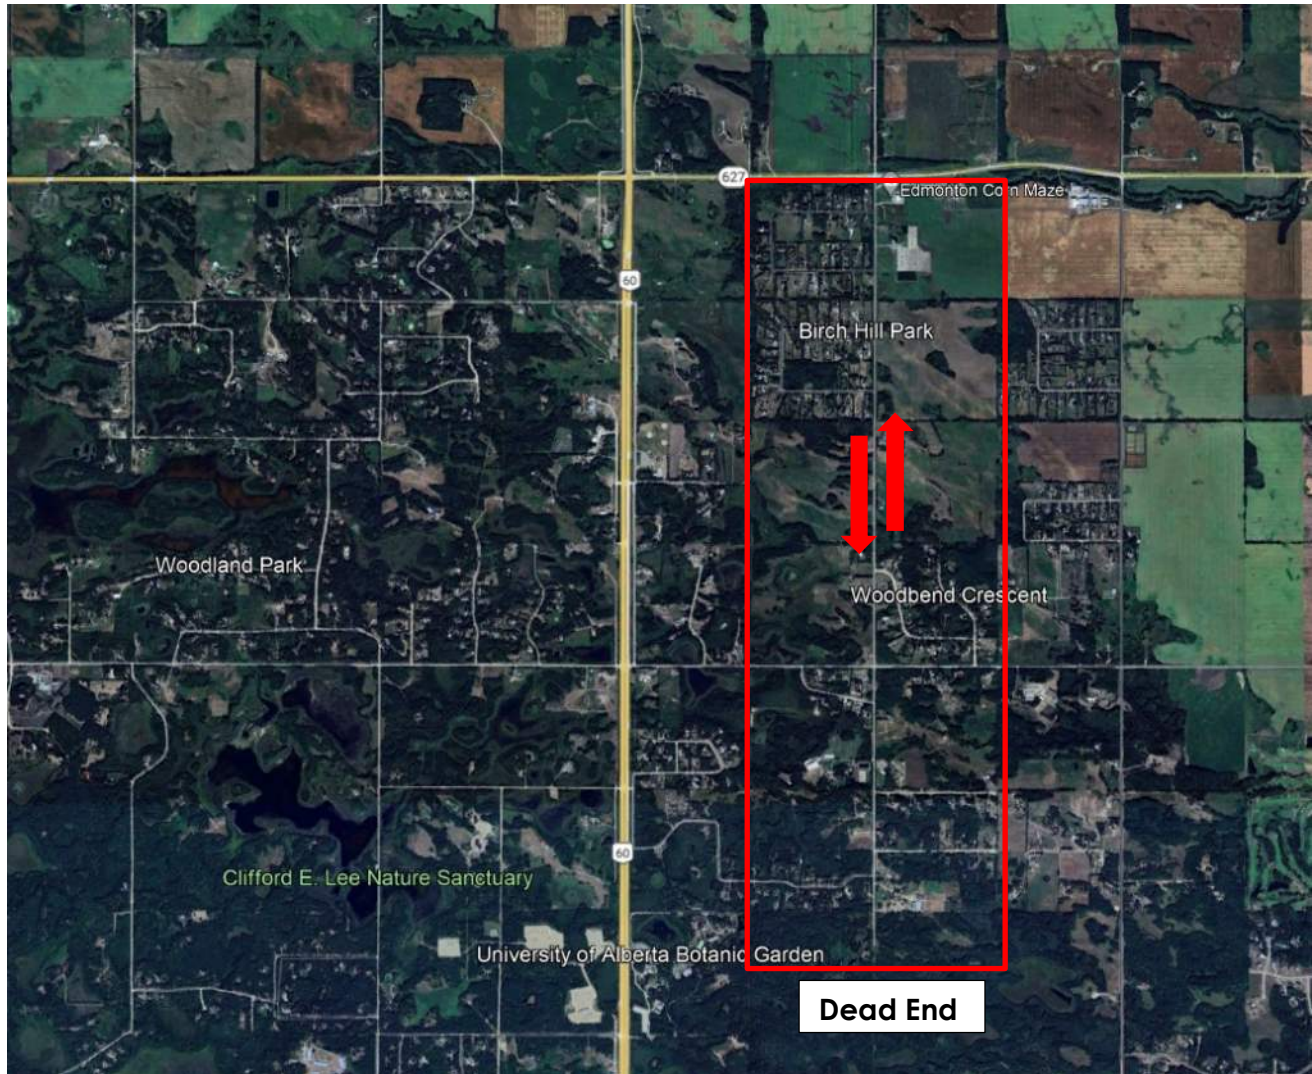 627
Edmonton Corn Maze
60
Birch Hill Park
Woodland Park
Woodbend Crescent
60
Clifford E. Lee Nature Sanctuary
University of Alberta Botanic Garden
Dead End